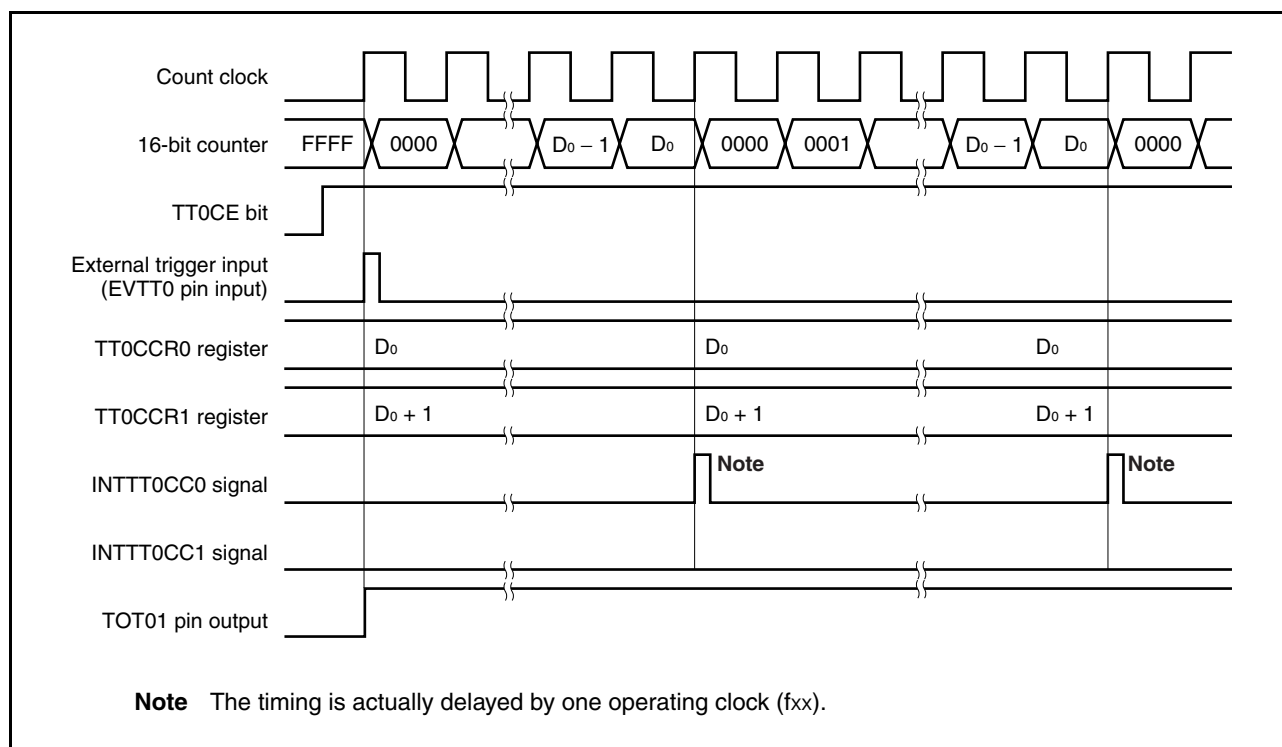 Count clock
16-bit counter FFFF 0000 D₀ − 1 D₀ 0000 0001 D₀ − 1 D₀ 0000
TT0CE bit
External trigger input
(EVTT0 pin input)
TT0CCR0 register D₀ D₀ D₀
TT0CCR1 register D₀ + 1 D₀ + 1 D₀ + 1
INTTT0CC0 signal Note Note
INTTT0CC1 signal
TOT01 pin output
Note The timing is actually delayed by one operating clock (fxx).